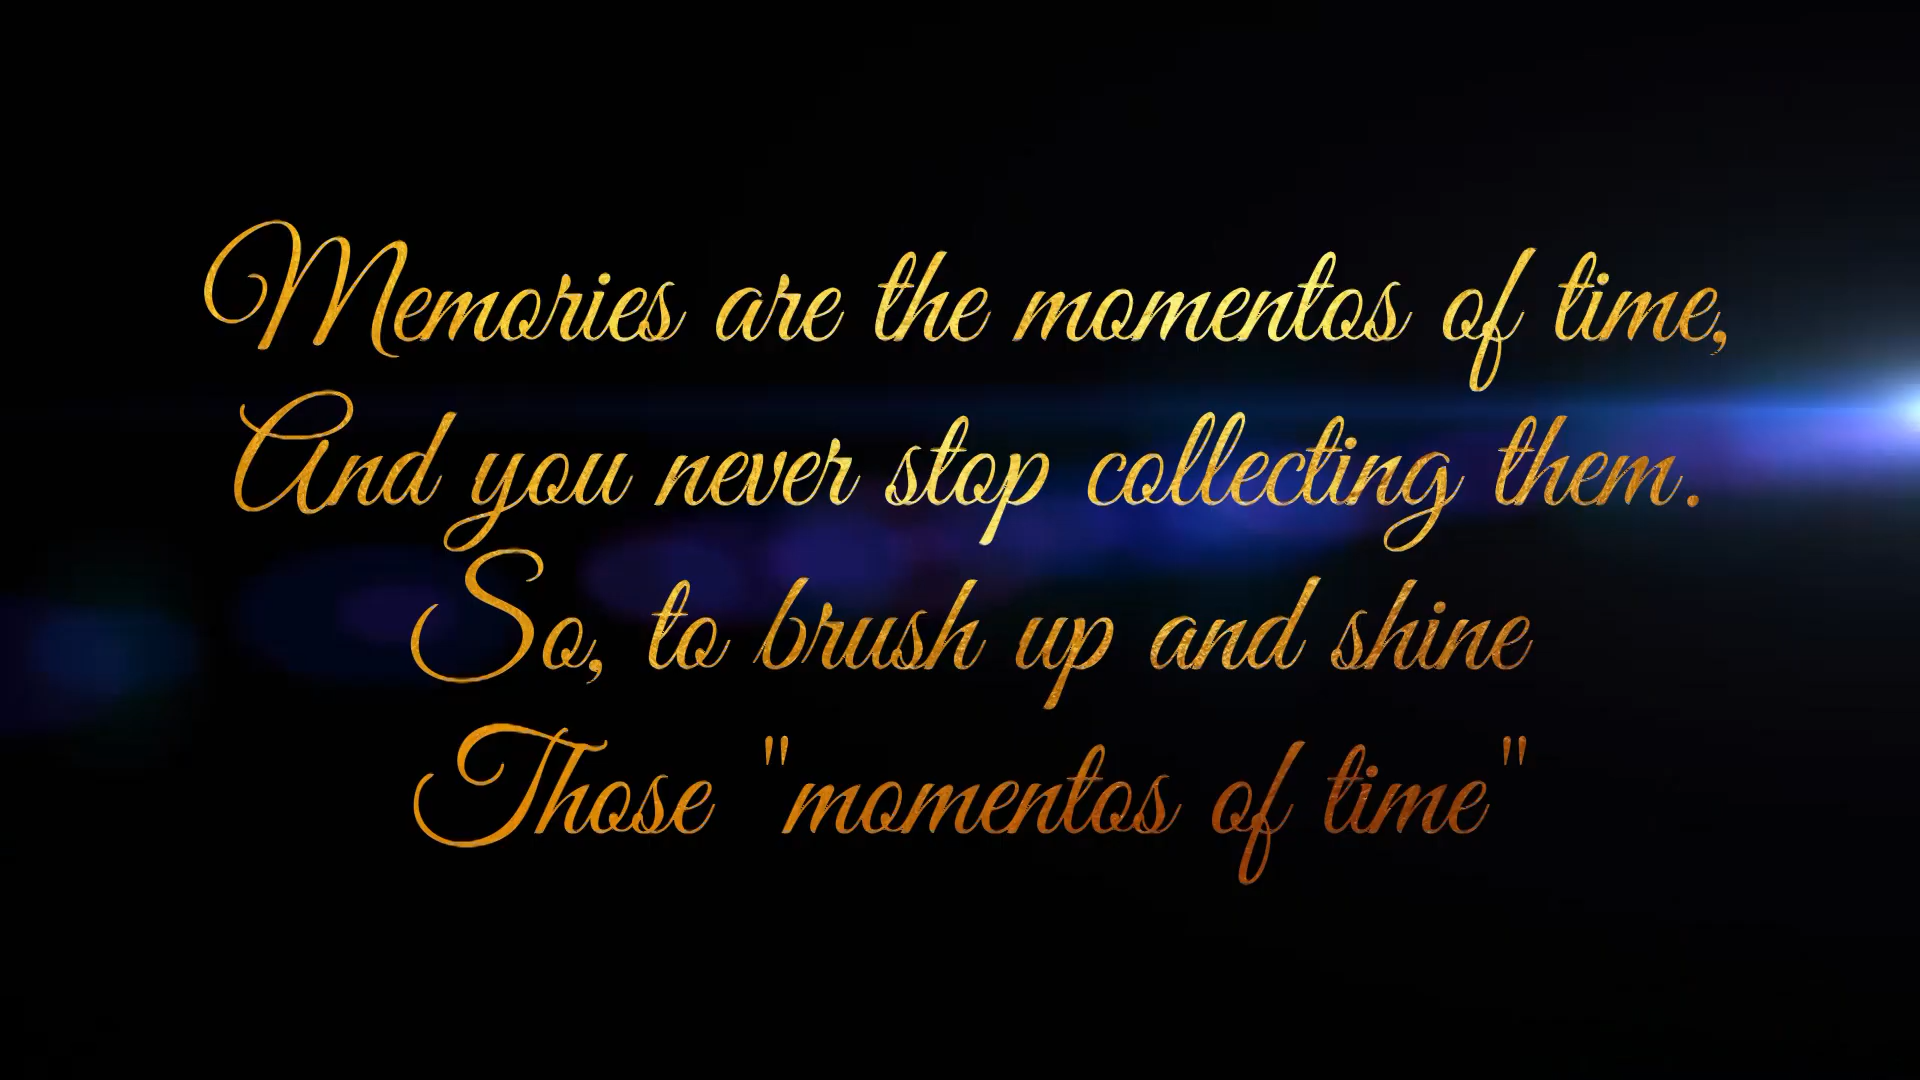 Memories are the momentos of time,
And you never stop collecting them.
So, to brush up and shine
Those "momentos of time"